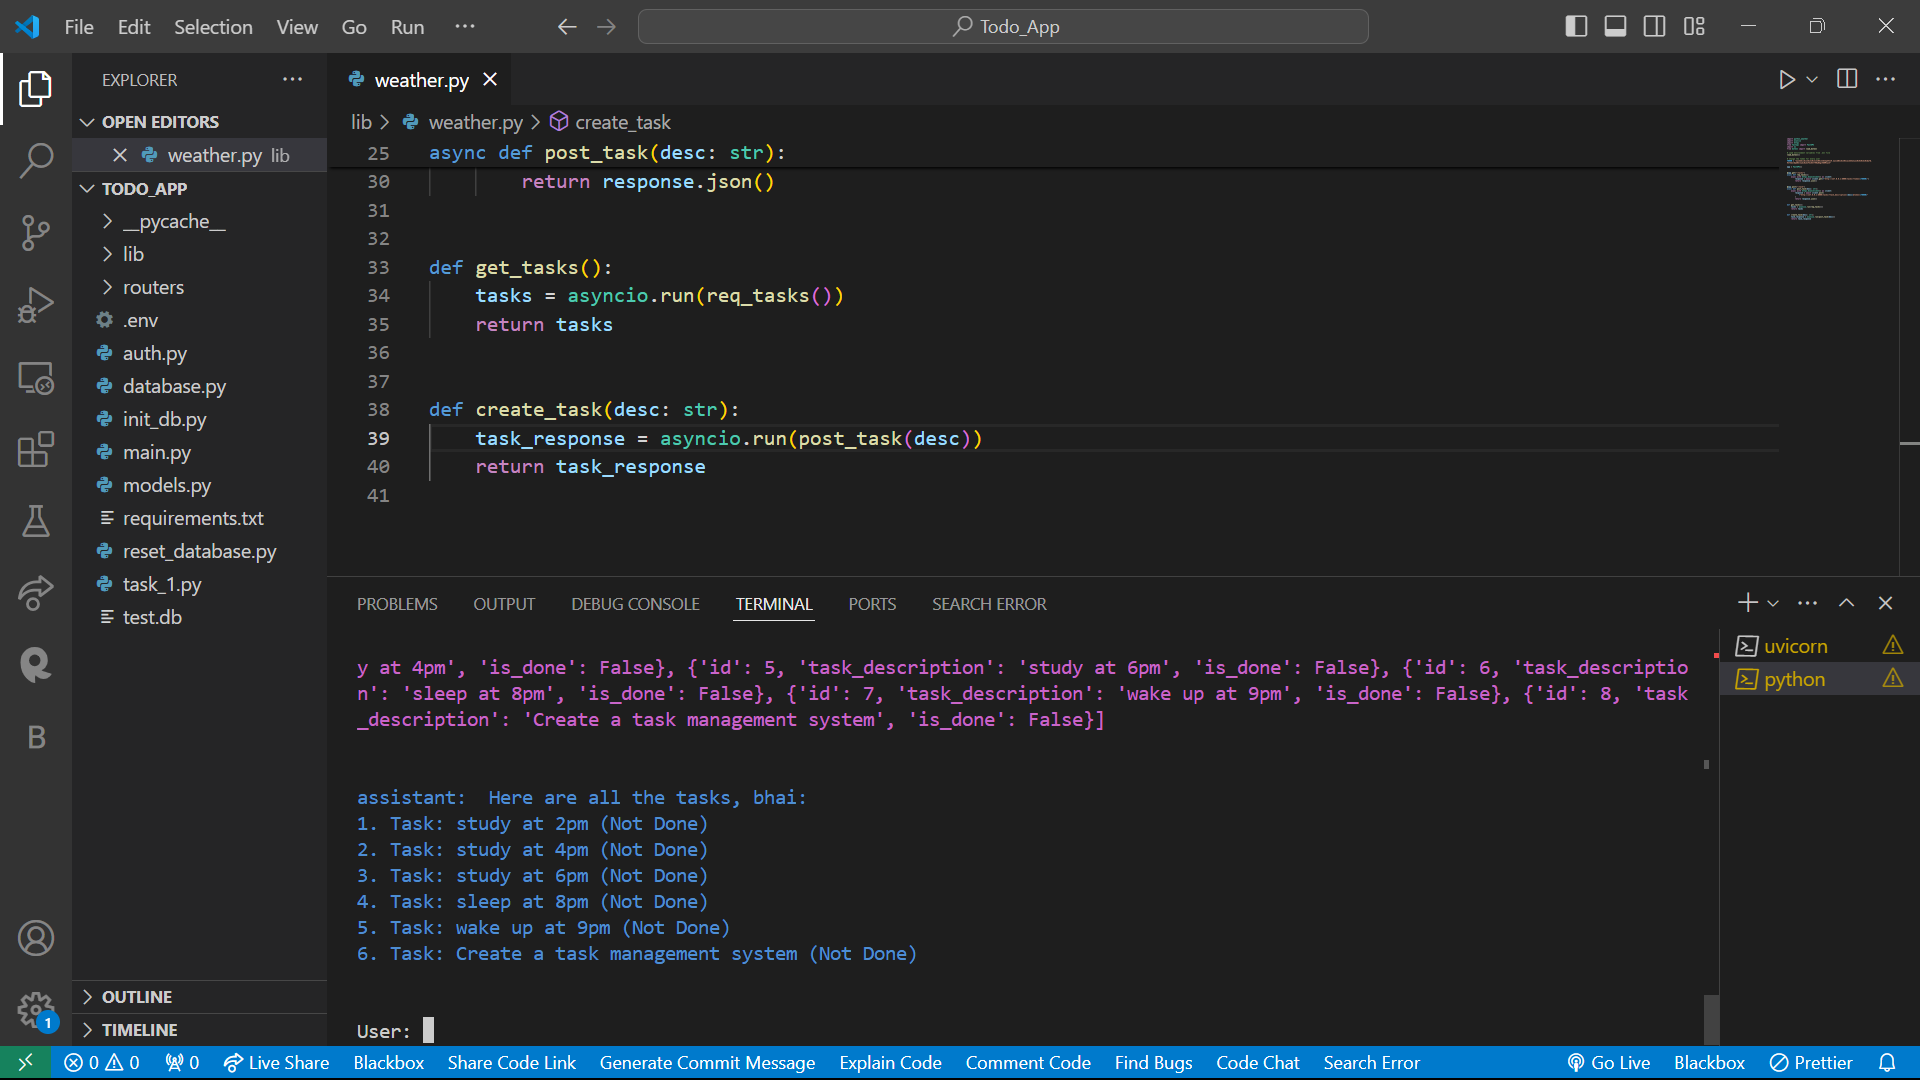 File Edit Selection View Go Run ···
Todo_App
EXPLORER
OPEN EDITORS
weather.py lib
TODO_APP
__pycache__
lib
routers
.env
auth.py
database.py
init_db.py
main.py
models.py
requirements.txt
reset_database.py
task_1.py
test.db
OUTLINE
TIMELINE
B
1
weather.py
lib > weather.py > create_task
25 async def post_task(desc: str):
30 return response.json()
31
32
33 def get_tasks():
34 tasks = asyncio.run(req_tasks())
35 return tasks
36
37
38 def create_task(desc: str):
39 task_response = asyncio.run(post_task(desc))
40 return task_response
41
PROBLEMS OUTPUT DEBUG CONSOLE TERMINAL PORTS SEARCH ERROR
y at 4pm', 'is_done': False}, {'id': 5, 'task_description': 'study at 6pm', 'is_done': False}, {'id': 6, 'task_descriptio
n': 'sleep at 8pm', 'is_done': False}, {'id': 7, 'task_description': 'wake up at 9pm', 'is_done': False}, {'id': 8, 'task
_description': 'Create a task management system', 'is_done': False}]
assistant:  Here are all the tasks, bhai:
1. Task: study at 2pm (Not Done)
2. Task: study at 4pm (Not Done)
3. Task: study at 6pm (Not Done)
4. Task: sleep at 8pm (Not Done)
5. Task: wake up at 9pm (Not Done)
6. Task: Create a task management system (Not Done)
User:
uvicorn
python
0 0 0 Live Share Blackbox Share Code Link Generate Commit Message Explain Code Comment Code Find Bugs Code Chat Search Error Go Live Blackbox Prettier